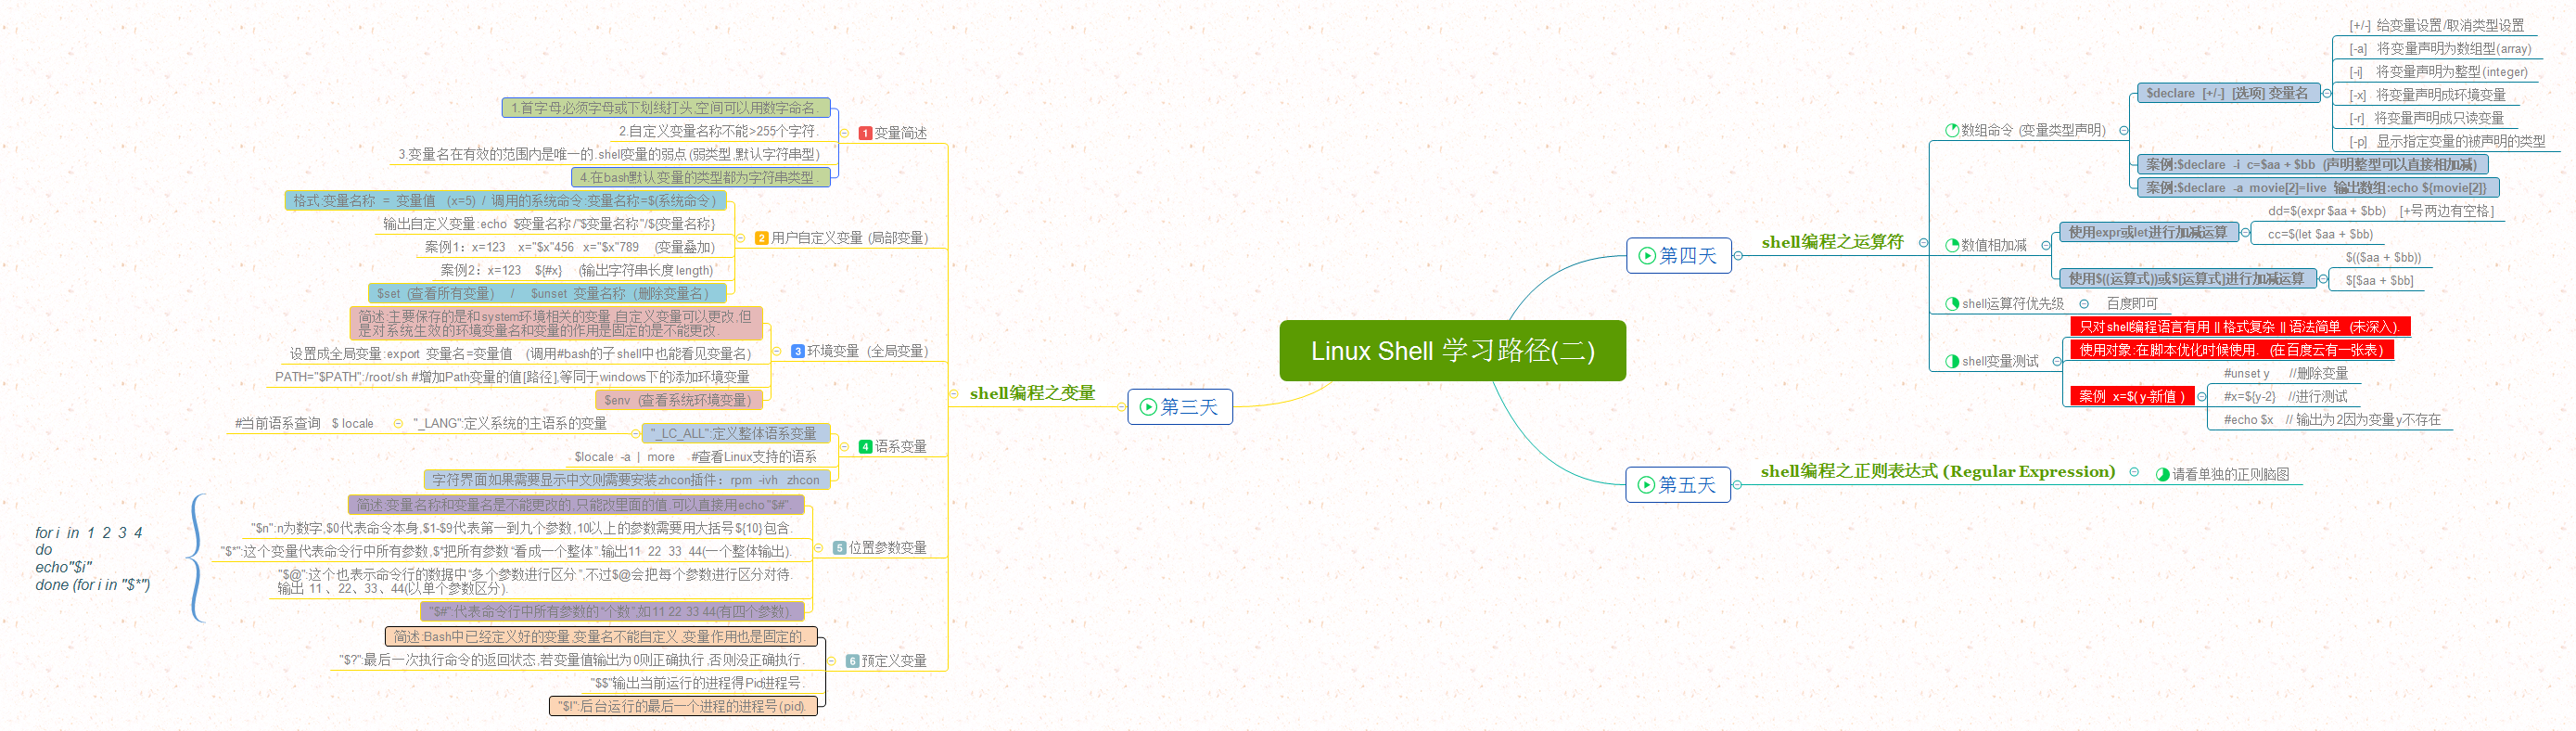 Linux Shell 学习路径(二)
第三天
shell编程之变量
1 变量简述
1.首字母必须字母或下划线打头,空间可以用数字命名.
2.自定义变量名称不能>255个字符.
3.变量名在有效的范围内是唯一的.shell变量的弱点(弱类型.默认字符串型)
4.在bash默认变量的类型都为字符串类型.
2 用户自定义变量 (局部变量)
格式:变量名称 = 变量值 (x=5) / 调用的系统命令:变量名称=$(系统命令)
输出自定义变量:echo $变量名称/"$变量名称"/${变量名称}
案例1: x=123 x="$x"456 x="$x"789 (变量叠加)
案例2: x=123 ${#x} (输出字符串长度length)
$set (查看所有变量) / $unset 变量名称 (删除变量名)
3 环境变量 (全局变量)
简述:主要保存的是和system环境相关的变量,自定义变量可以更改.但
是对系统生效的环境变量名和变量的作用是固定的是不能更改.
设置成全局变量:export 变量名=变量值 (调用#bash的子shell中也能看见变量名)
PATH="$PATH":/root/sh #增加Path变量的值[路径],等同于windows下的添加环境变量
$env (查看系统环境变量)
4 语系变量
"_LC_ALL":定义整体语系变量
"_LANG":定义系统的主语系的变量
#当前语系查询 $ locale
$locale -a | more #查看Linux支持的语系
字符界面如果需要显示中文则需要安装zhcon插件: rpm -ivh zhcon
5 位置参数变量
简述:变量名称和变量名是不能更改的,只能改里面的值.可以直接用echo "$#"
"$n":n为数字,$0代表命令本身,$1-$9代表第一到九个参数,10以上的参数需要用大括号${10}包含.
"$*":这个变量代表命令行中所有参数,$*把所有参数“看成一个整体”.输出11 22 33 44(一个整体输出).
"$@":这个也表示命令行的数据中“多个参数进行区分”,不过$@会把每个参数进行区分对待.
输出 11 、22、33、44(以单个参数区分).
"$#":代表命令行中所有参数的“个数”,如11 22 33 44(有四个参数).
for i in 1 2 3 4
do
echo"$i"
done (for i in "$*")
6 预定义变量
简述:Bash中已经定义好的变量,变量名不能自定义,变量作用也是固定的.
"$?":最后一次执行命令的返回状态,若变量值输出为0则正确执行,否则没正确执行.
"$$"输出当前运行的进程得Pid进程号.
"$!":后台运行的最后一个进程的进程号(pid).
第四天
shell编程之运算符
数组命令 (变量类型声明)
$declare [+/-] [选项] 变量名
[+/-] 给变量设置/取消类型设置
[-a] 将变量声明为数组型(array)
[-i] 将变量声明为整型(integer)
[-x] 将变量声明成环境变量
[-r] 将变量声明成只读变量
[-p] 显示指定变量的被声明的类型
案例:$declare -i c=$aa + $bb (声明整型可以直接相加减)
案例:$declare -a movie[2]=live 输出数组:echo ${movie[2]}
数值相加减
使用expr或let进行加减运算
dd=$(expr $aa + $bb) [+号两边有空格]
cc=$(let $aa + $bb)
使用$((运算式))或$[运算式]进行加减运算
$(($aa + $bb))
$[$aa + $bb]
shell运算符优先级
百度即可
shell变量测试
只对shell编程语言有用 || 格式复杂 || 语法简单 (未深入).
使用对象:在脚本优化时候使用. (在百度云有一张表)
案例 x=$( y-新值 )
#unset y //删除变量
#x=${y-2} //进行测试
#echo $x // 输出为2因为变量y不存在
第五天
shell编程之正则表达式 (Regular Expression)
请看单独的正则脑图